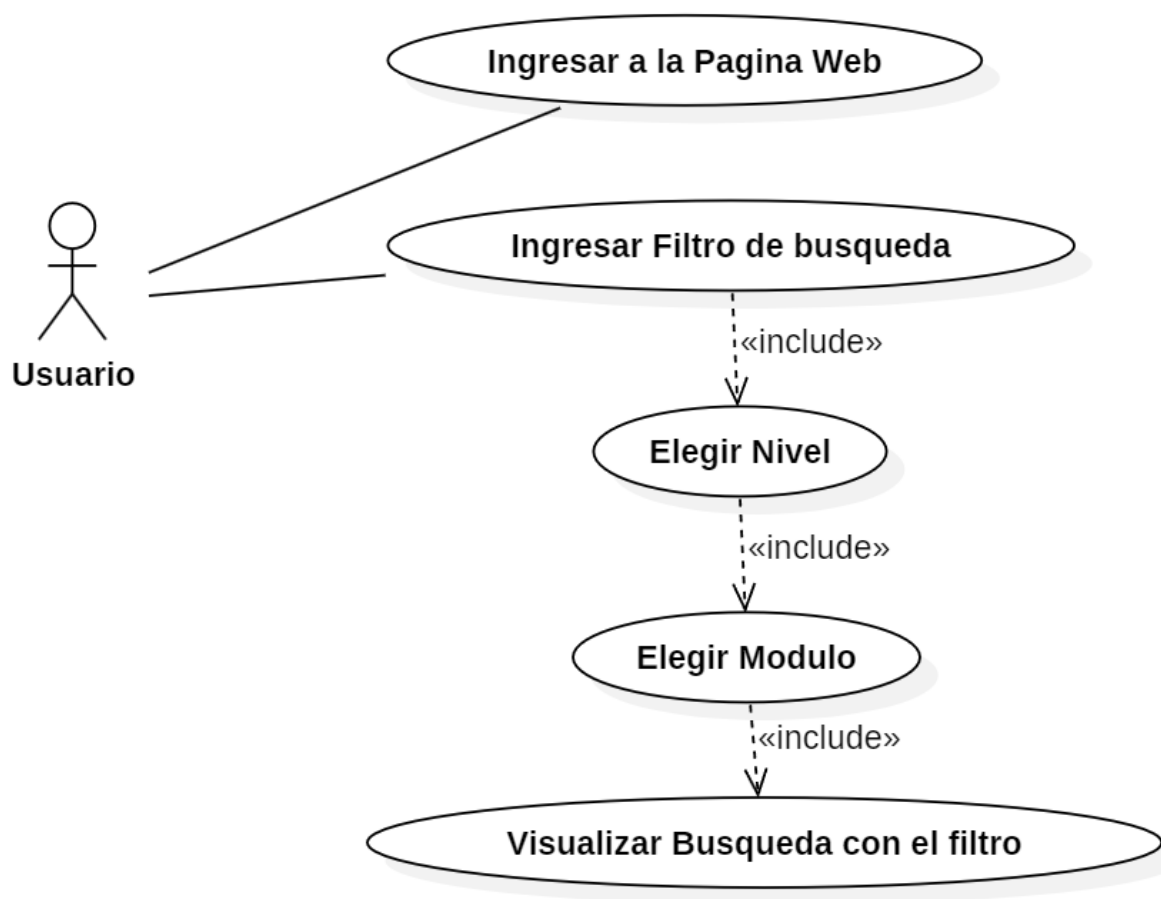 Ingresar a la Pagina Web
Ingresar Filtro de busqueda
«include»
Usuario
Elegir Nivel
«include»
Elegir Modulo
«include»
Visualizar Busqueda con el filtro